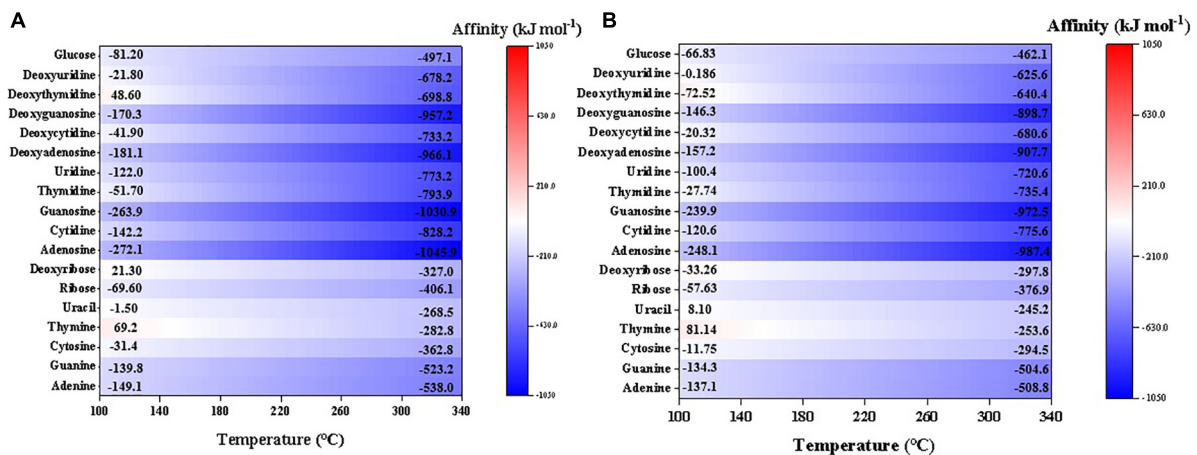 A
Affinity (kJ mol-1)
Glucose -81.20 -497.1
Deoxyuridine -21.80 -678.2
Deoxythymidine 48.60 -698.8
Deoxyguanosine -170.3 -957.2
Deoxycytidine -41.90 -733.2
Deoxyadenosine -181.1 -966.1
Uridine -122.0 -773.2
Thymidine -51.70 -793.9
Guanosine -263.9 -1030.9
Cytidine -142.2 -828.2
Adenosine -272.1 -1045.9
Deoxyribose 21.30 -327.0
Ribose -69.60 -406.1
Uracil -1.50 -268.5
Thymine 69.2 -282.8
Cytosine -31.4 -362.8
Guanine -139.8 -523.2
Adenine -149.1 -538.0
100 140 180 220 260 300 340
Temperature (°C)
1050
630.0
210.0
-210.0
-630.0
-1050
B
Affinity (kJ mol-1)
Glucose -66.83 -462.1
Deoxyuridine -0.186 -625.6
Deoxythymidine -72.52 -640.4
Deoxyguanosine -146.3 -898.7
Deoxycytidine -20.32 -680.6
Deoxyadenosine -157.2 -907.7
Uridine -100.4 -720.6
Thymidine -27.74 -735.4
Guanosine -239.9 -972.5
Cytidine -120.6 -775.6
Adenosine -248.1 -987.4
Deoxyribose -33.26 -297.8
Ribose -57.63 -376.9
Uracil 8.10 -245.2
Thymine 81.14 -253.6
Cytosine -11.75 -294.5
Guanine -134.3 -504.6
Adenine -137.1 -508.8
100 140 180 220 260 300 340
Temperature (°C)
1050
630.0
210.0
-210.0
-630.0
-1050